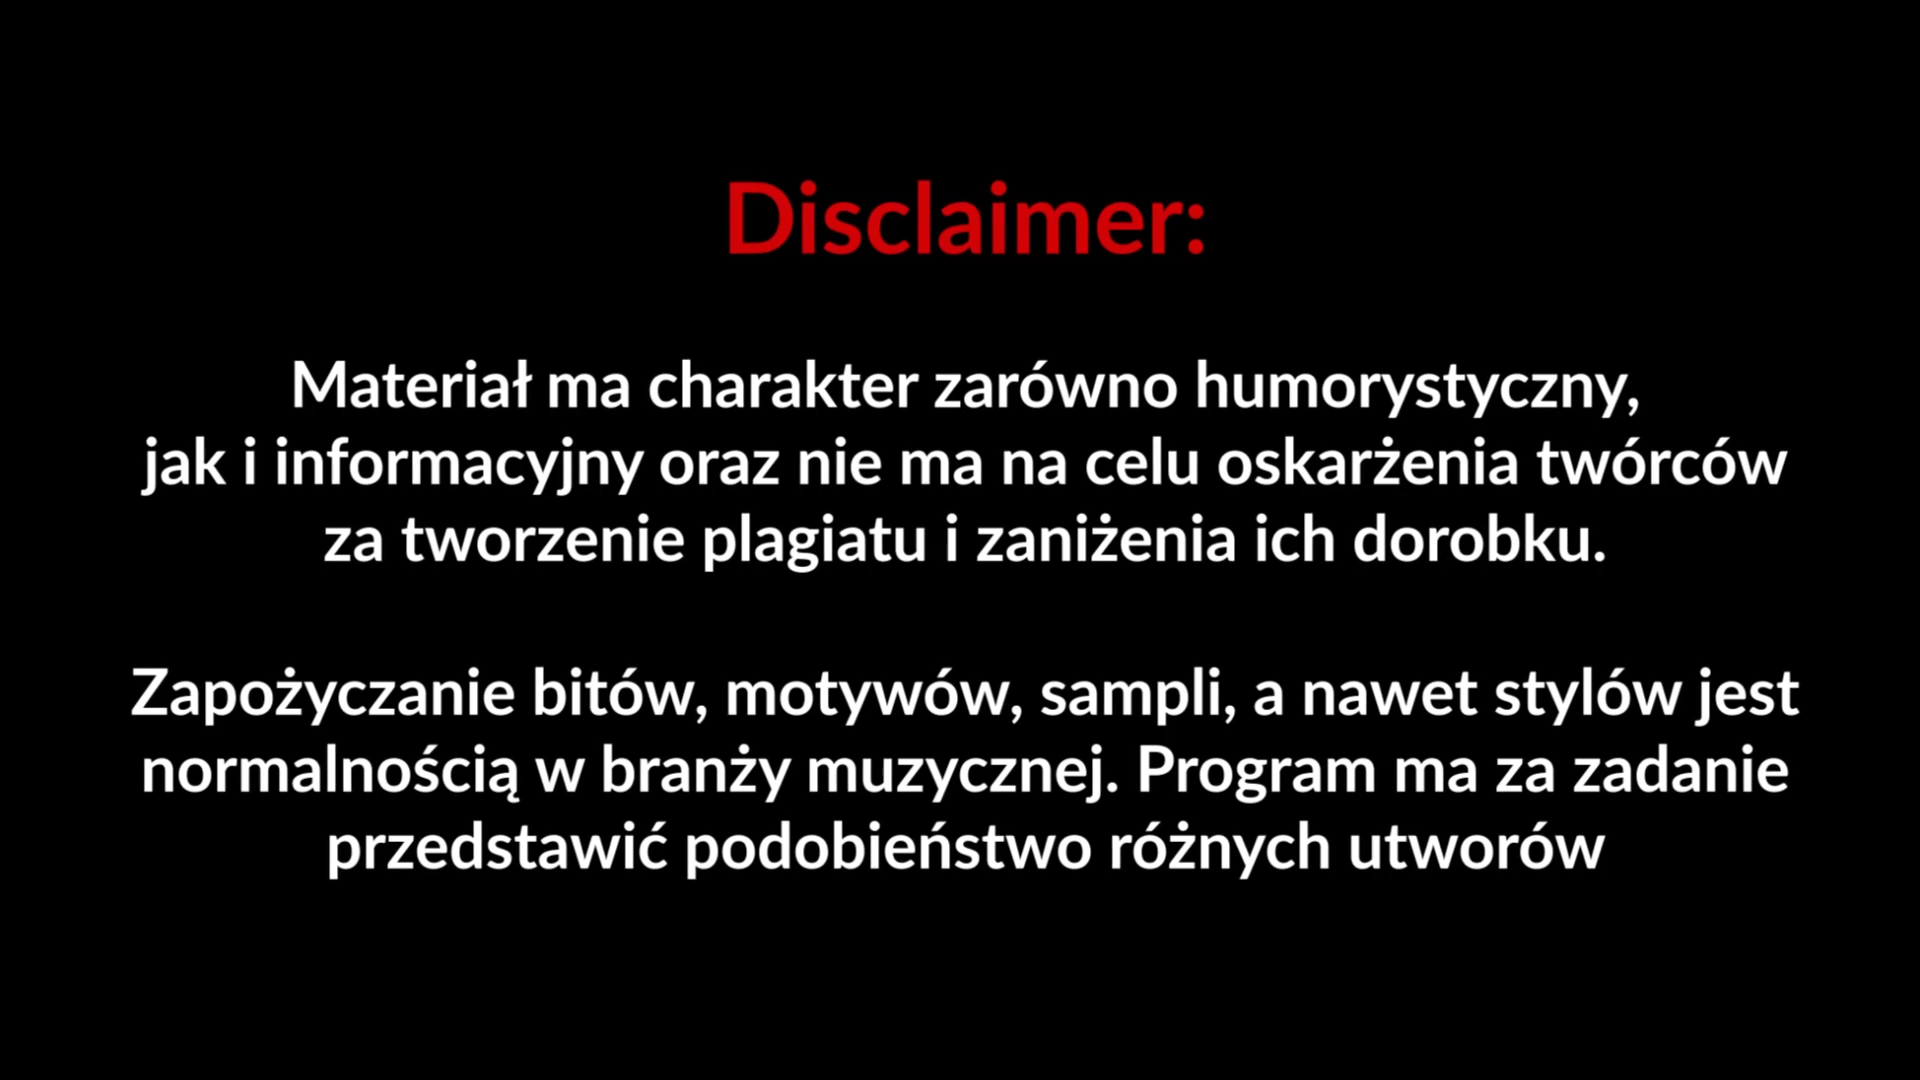 Disclaimer:
Materiał ma charakter zarówno humorystyczny,
jak i informacyjny oraz nie ma na celu oskarżenia twórców
za tworzenie plagiatu i zaniżenia ich dorobku.
Zapożyczanie bitów, motywów, sampli, a nawet stylów jest
normalnością w branży muzycznej. Program ma za zadanie
przedstawić podobieństwo różnych utworów